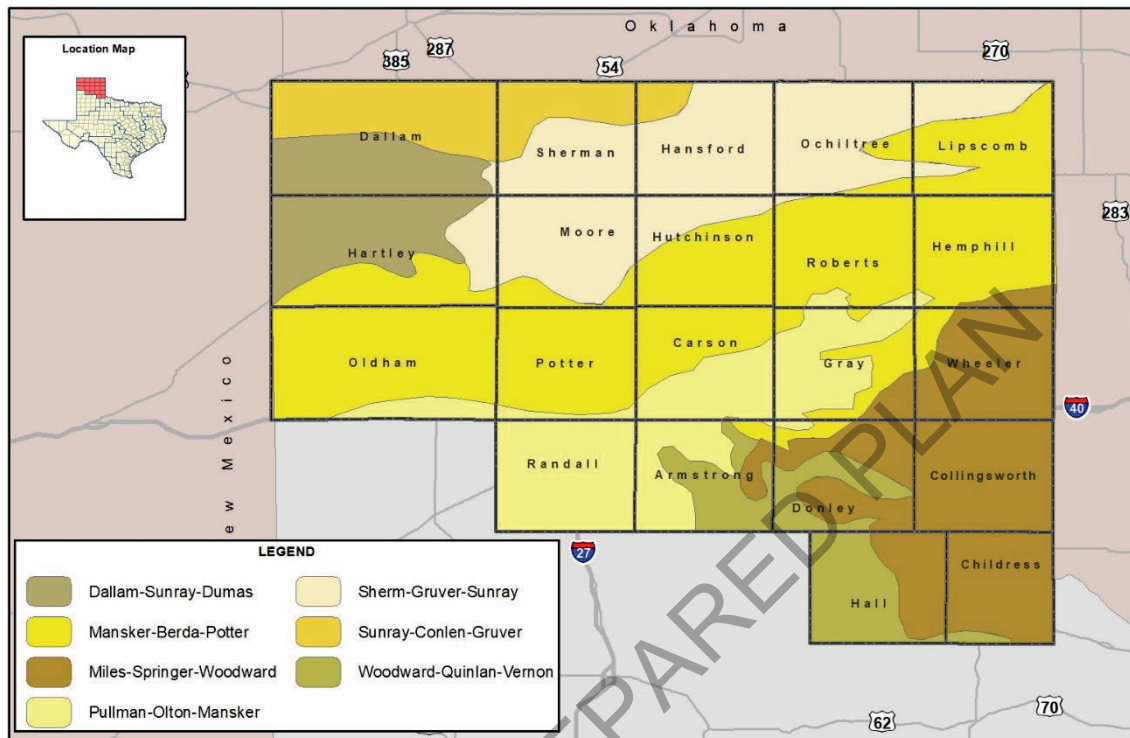 Oklahoma
Location Map
287
385
54
270
Dallam
Sherman
Hansford
Ochiltree
Lipscomb
283
Hartley
Moore
Hutchinson
Roberts
Hemphill
Oldham
Potter
Carson
Gray
Wheeler
40
Randall
Armstrong
Donley
Collingsworth
ew Mexico
27
Hall
Childress
LEGEND
Dallam-Sunray-Dumas
Sherm-Gruver-Sunray
Mansker-Berda-Potter
Sunray-Conlen-Gruver
Miles-Springer-Woodward
Woodward-Quinlan-Vernon
Pullman-Olton-Mansker
62
70
EPARED PLAN